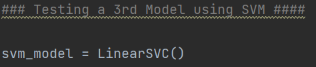 ### Testing a 3rd Model using SVM ####
svm_model = LinearSVC()